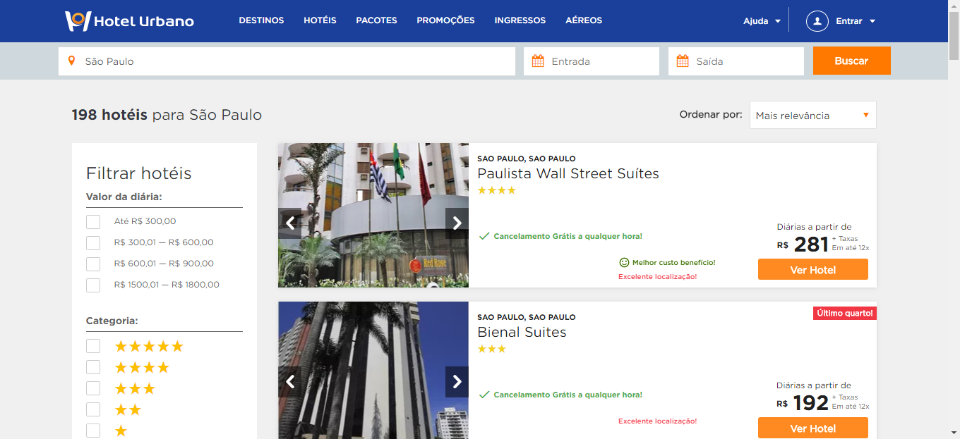 Hotel Urbano
DESTINOS HOTÉIS PACOTES PROMOÇÕES INGRESSOS AÉREOS
Ajuda Entrar
São Paulo Entrada Saída Buscar
198 hotéis para São Paulo
Ordenar por: Mais relevância
Filtrar hotéis
Valor da diária:
Até R$ 300,00
R$ 300,01 — R$ 600,00
R$ 600,01 — R$ 900,00
R$ 1500,01 — R$ 1800,00
Categoria:
SAO PAULO, SAO PAULO
Paulista Wall Street Suítes
Cancelamento Grátis a qualquer hora!
Melhor custo benefício!
Excelente localização!
Diárias a partir de
R$ 281 + Taxas
Em até 12x
Ver Hotel
Último quarto!
SAO PAULO, SAO PAULO
Bienal Suites
Cancelamento Grátis a qualquer hora!
Excelente localização!
Diárias a partir de
R$ 192 + Taxas
Em até 12x
Ver Hotel